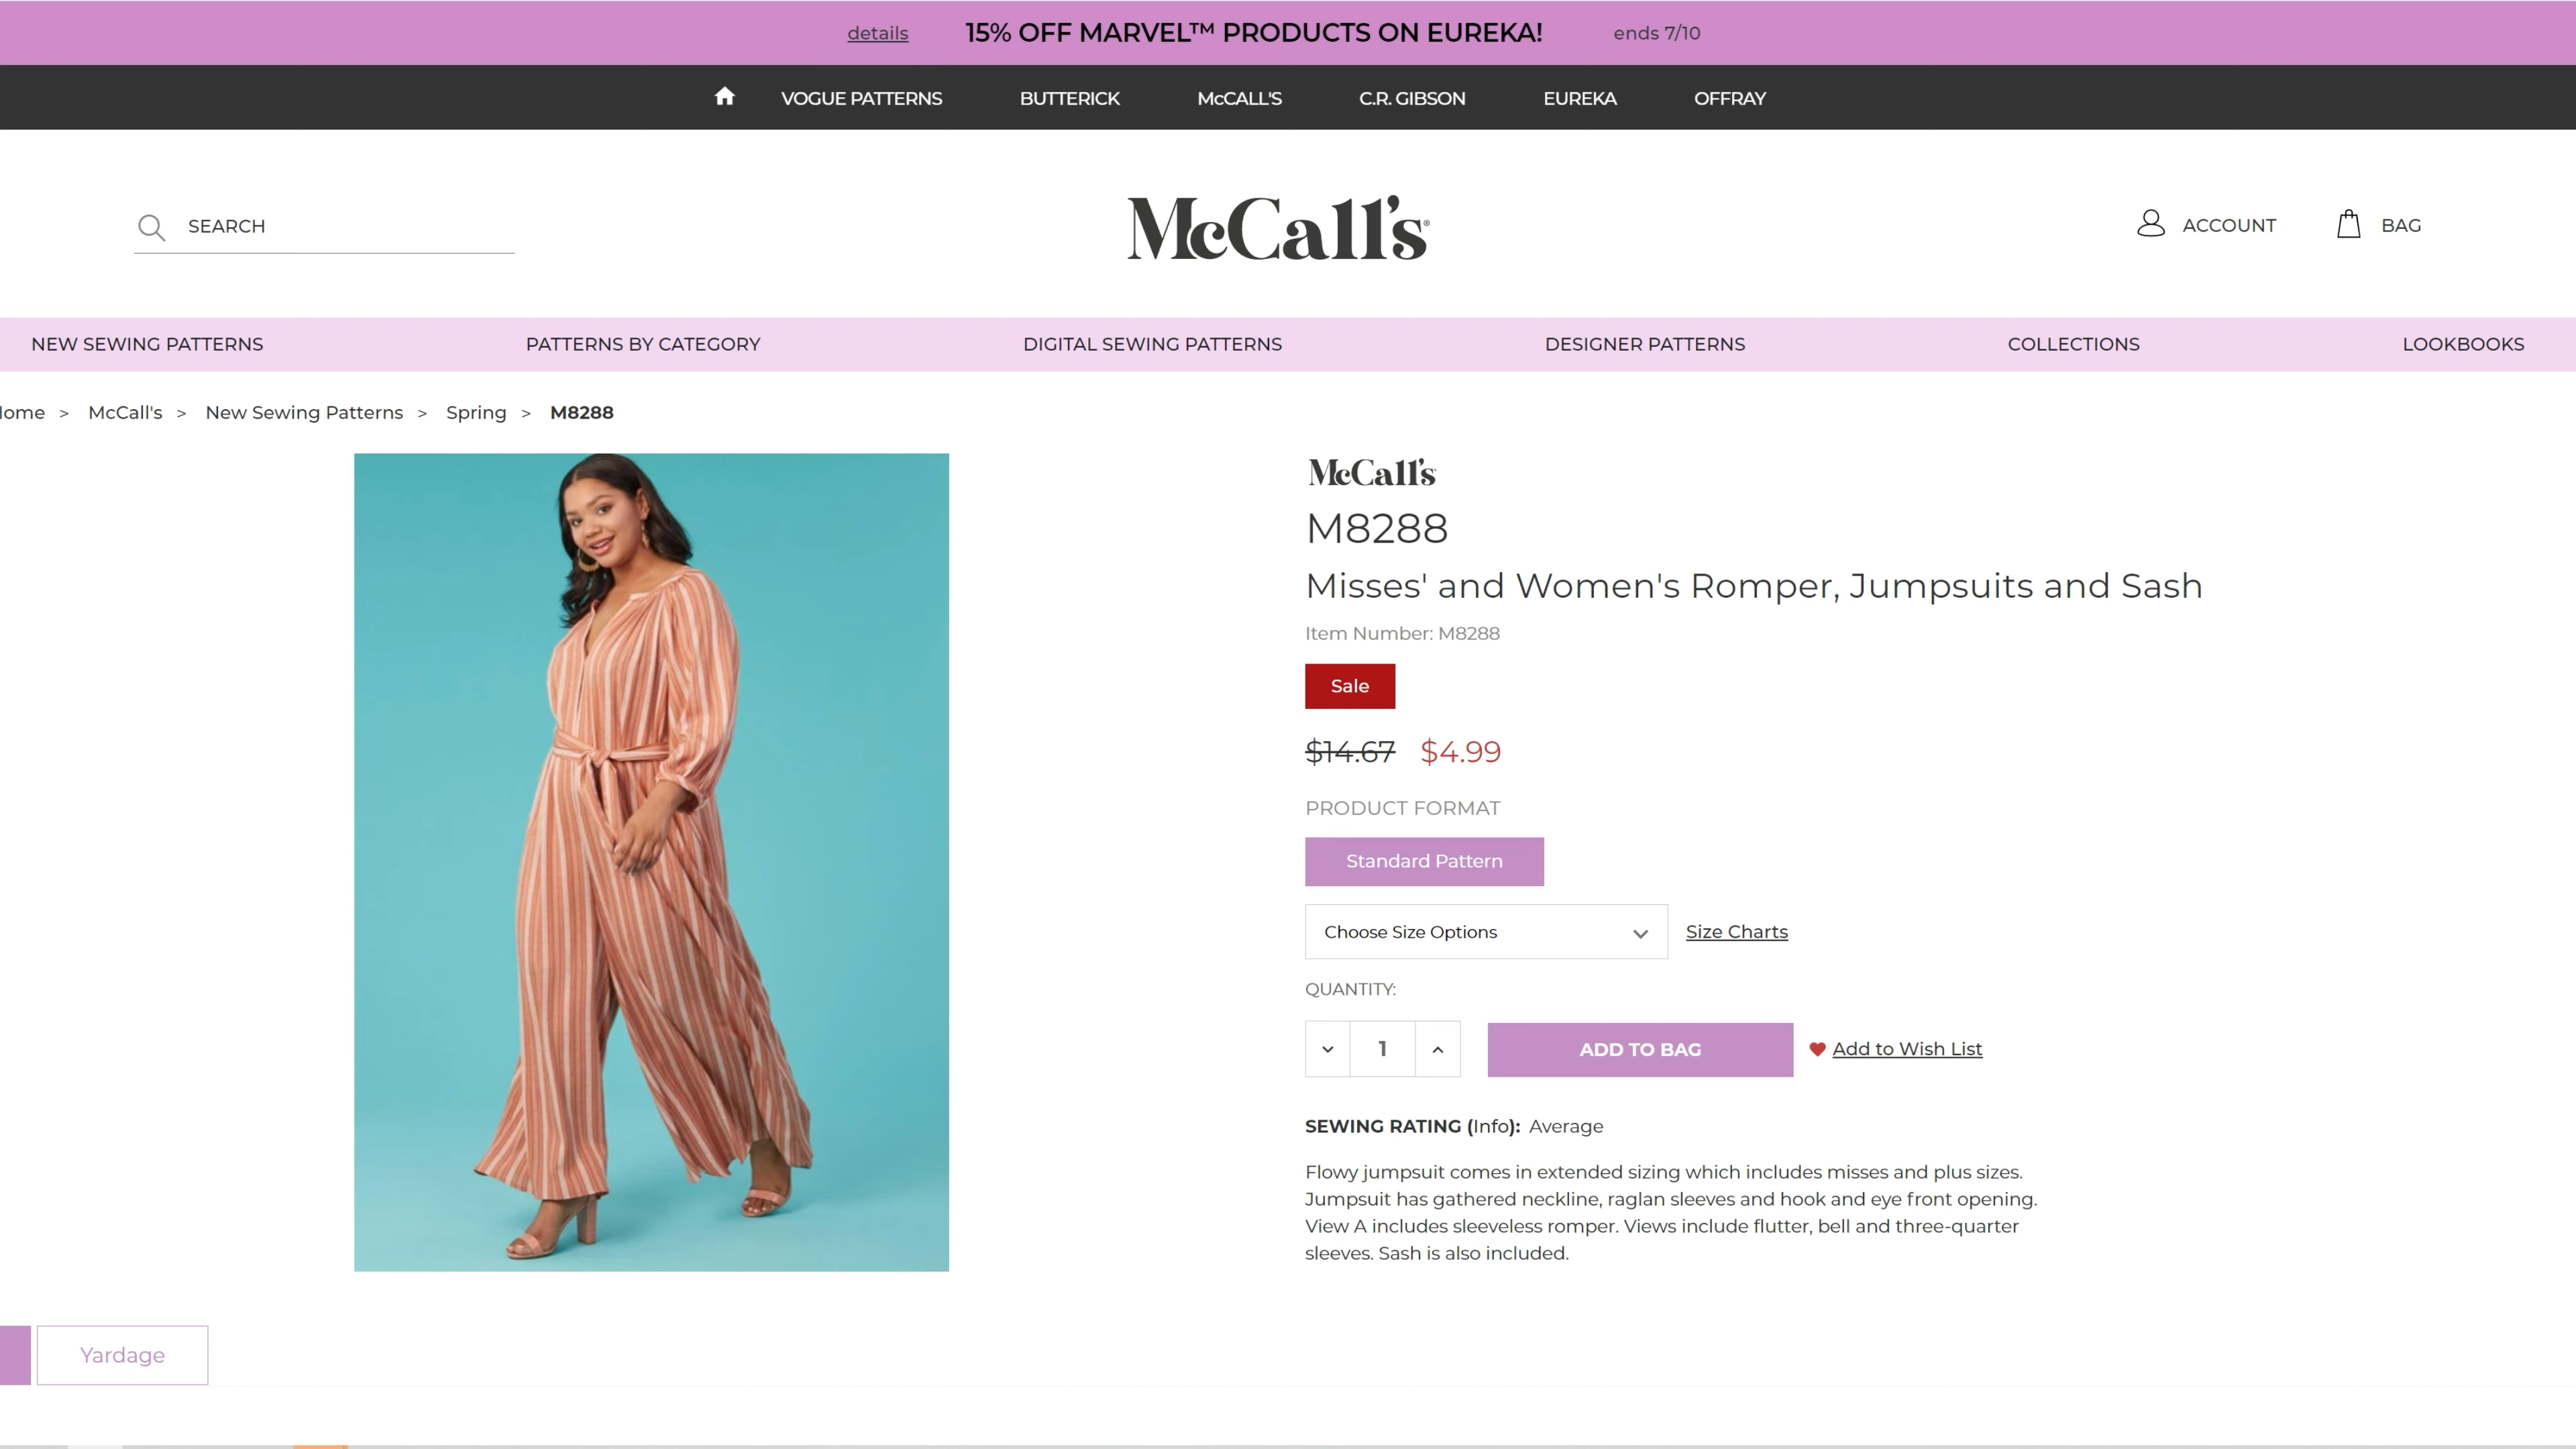 details 15% OFF MARVEL™ PRODUCTS ON EUREKA! ends 7/10
VOGUE PATTERNS BUTTERICK McCALL'S C.R. GIBSON EUREKA OFFRAY
SEARCH McCall's® ACCOUNT BAG
NEW SEWING PATTERNS PATTERNS BY CATEGORY DIGITAL SEWING PATTERNS DESIGNER PATTERNS COLLECTIONS LOOKBOOKS
ome > McCall's > New Sewing Patterns > Spring > M8288
McCall's
M8288
Misses' and Women's Romper, Jumpsuits and Sash
Item Number: M8288
Sale
$14.67 $4.99
PRODUCT FORMAT
Standard Pattern
Choose Size Options Size Charts
QUANTITY:
1 ADD TO BAG Add to Wish List
SEWING RATING (Info): Average
Flowy jumpsuit comes in extended sizing which includes misses and plus sizes.
Jumpsuit has gathered neckline, raglan sleeves and hook and eye front opening.
View A includes sleeveless romper. Views include flutter, bell and three-quarter
sleeves. Sash is also included.
Yardage